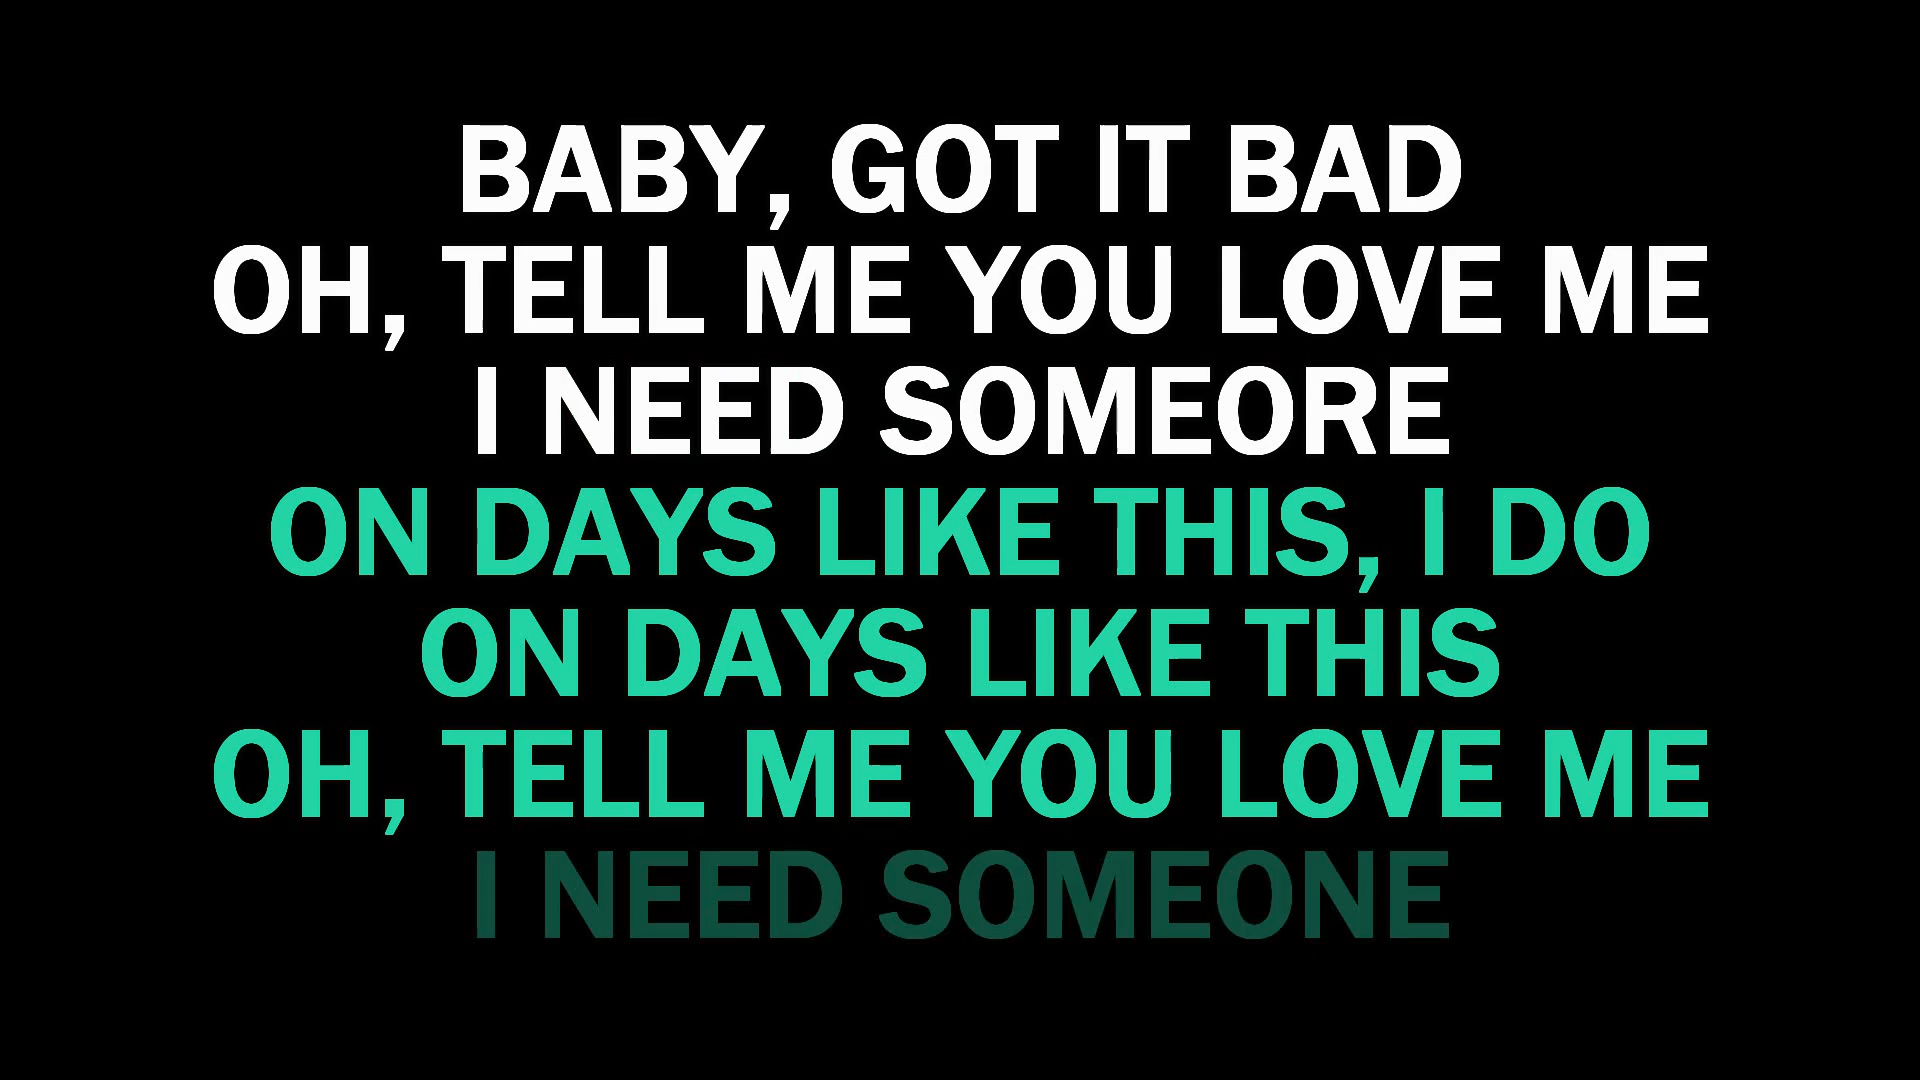 BABY, GOT IT BAD
OH, TELL ME YOU LOVE ME
I NEED SOMEORE
ON DAYS LIKE THIS, I DO
ON DAYS LIKE THIS
OH, TELL ME YOU LOVE ME
I NEED SOMEONE